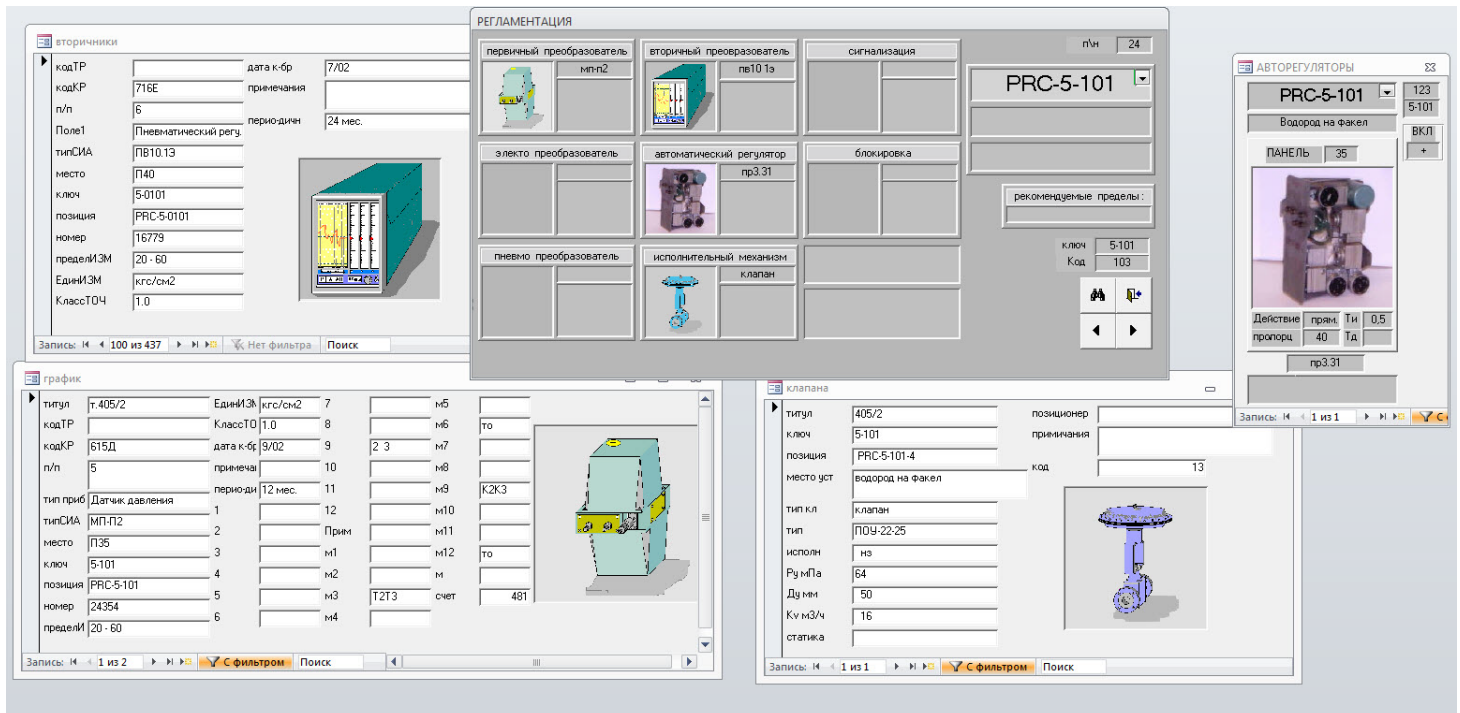 вторичники
кодТР дата к-бр 7/02
кодКР 716Е примечания
п/п 6
перио-дичн 24 мес.
Поле1 Пневматический регу.
типСИА ПВ10.1Э
место П40
ключ 5-0101
позиция PRC-5-0101
номер 16779
пределИЗМ 20 - 60
ЕдинИЗМ кгс/см2
КлассТОЧ 1.0
Запись: 100 из 437 Нет фильтра Поиск
РЕГЛАМЕНТАЦИЯ
первичный преобразователь вторичный преовразователь сигнализация п\н 24
мп-п2 пв10 1э
PRC-5-101
электо преобразователь автоматический регулятор блокировка
пр3.31
рекомендуемые пределы :
пневмо преобразователь исполнительный механизм
клапан
ключ 5-101
Код 103
АВТОРЕГУЛЯТОРЫ
PRC-5-101 123
5-101
Водород на факел
ВКЛ
+
ПАНЕЛЬ 35
Действие прям. Ти 0,5
пропорц 40 Тд
пр3.31
Запись: 1 из 1
график
титул т.405/2 ЕдинИЗМ кгс/см2 7 м5
кодТР КлассТО 1.0 8 м6 то
кодКР 615Д дата к-бр 9/02 9 2 3 м7
п/п 5 примечаі 10 м8
перио-ди 12 мес. 11 м9 К2К3
тип приб Датчик давления 1 12 м10
типСИА МП-П2 2 Прим м11
место П35 3 м1 м12 то
ключ 5-101 4 м2 м
позиция PRC-5-101 5 м3 Т2Т3 счет 481
номер 24354 6 м4
пределИ 20 - 60
Запись: 1 из 2 С фильтром Поиск
клапана
титул 405/2 позиционер
ключ 5-101 примичания
позиция PRC-5-101-4
код 13
место уст водород на факел
тип кл клапан
тип ПОУ-22-25
исполн нз
Ру мПа 64
Ду мм 50
Kv м3/ч 16
статика
Запись: 1 из 1 С фильтром Поиск